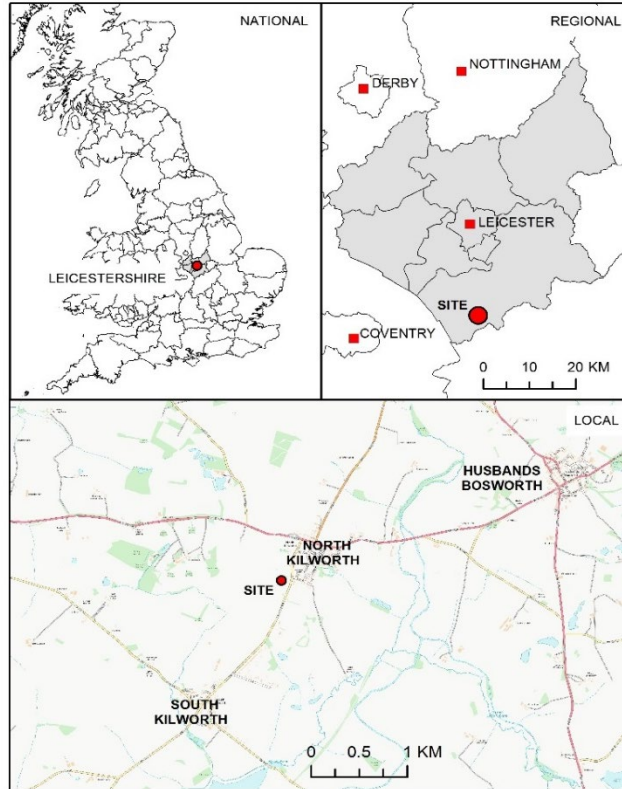 NATIONAL
LEICESTERSHIRE
REGIONAL
NOTTINGHAM
DERBY
LEICESTER
SITE
COVENTRY
0 10 20 KM
LOCAL
HUSBANDS
BOSWORTH
NORTH
KILWORTH
SITE
SOUTH
KILWORTH
0 0.5 1 KM